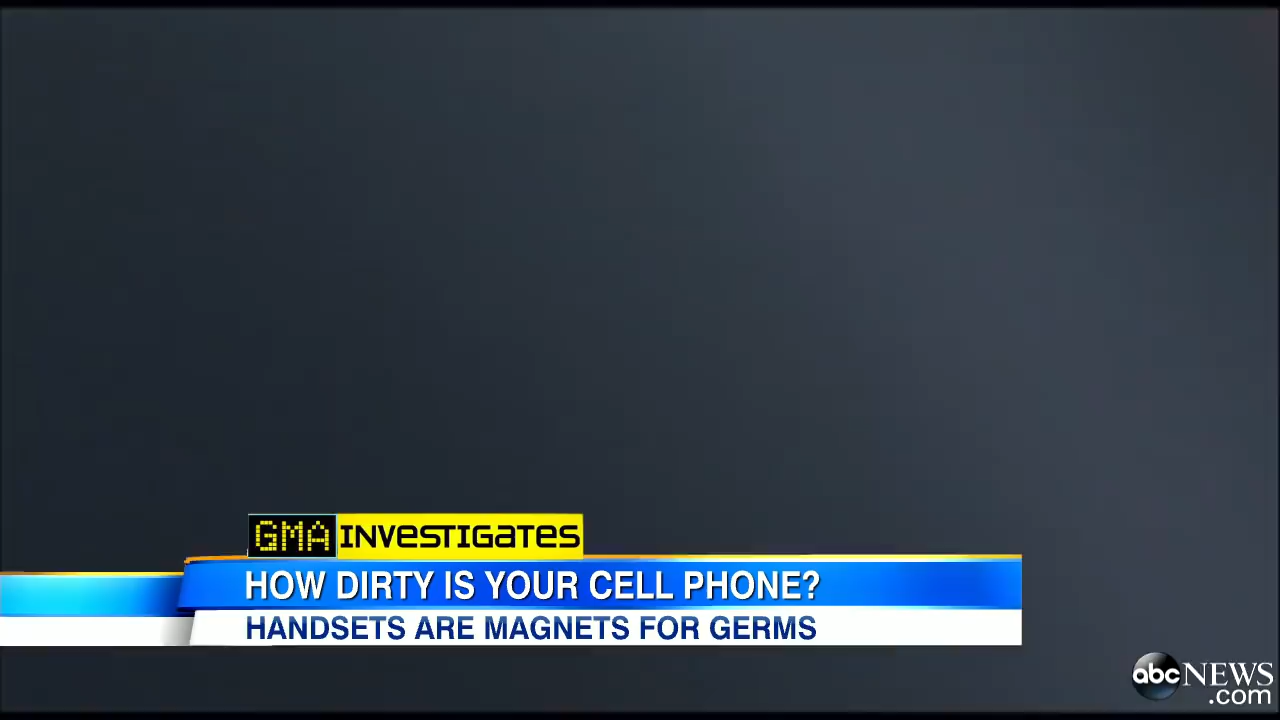 GMA INVESTIGATES
HOW DIRTY IS YOUR CELL PHONE?
HANDSETS ARE MAGNETS FOR GERMS
abc NEWS
.com